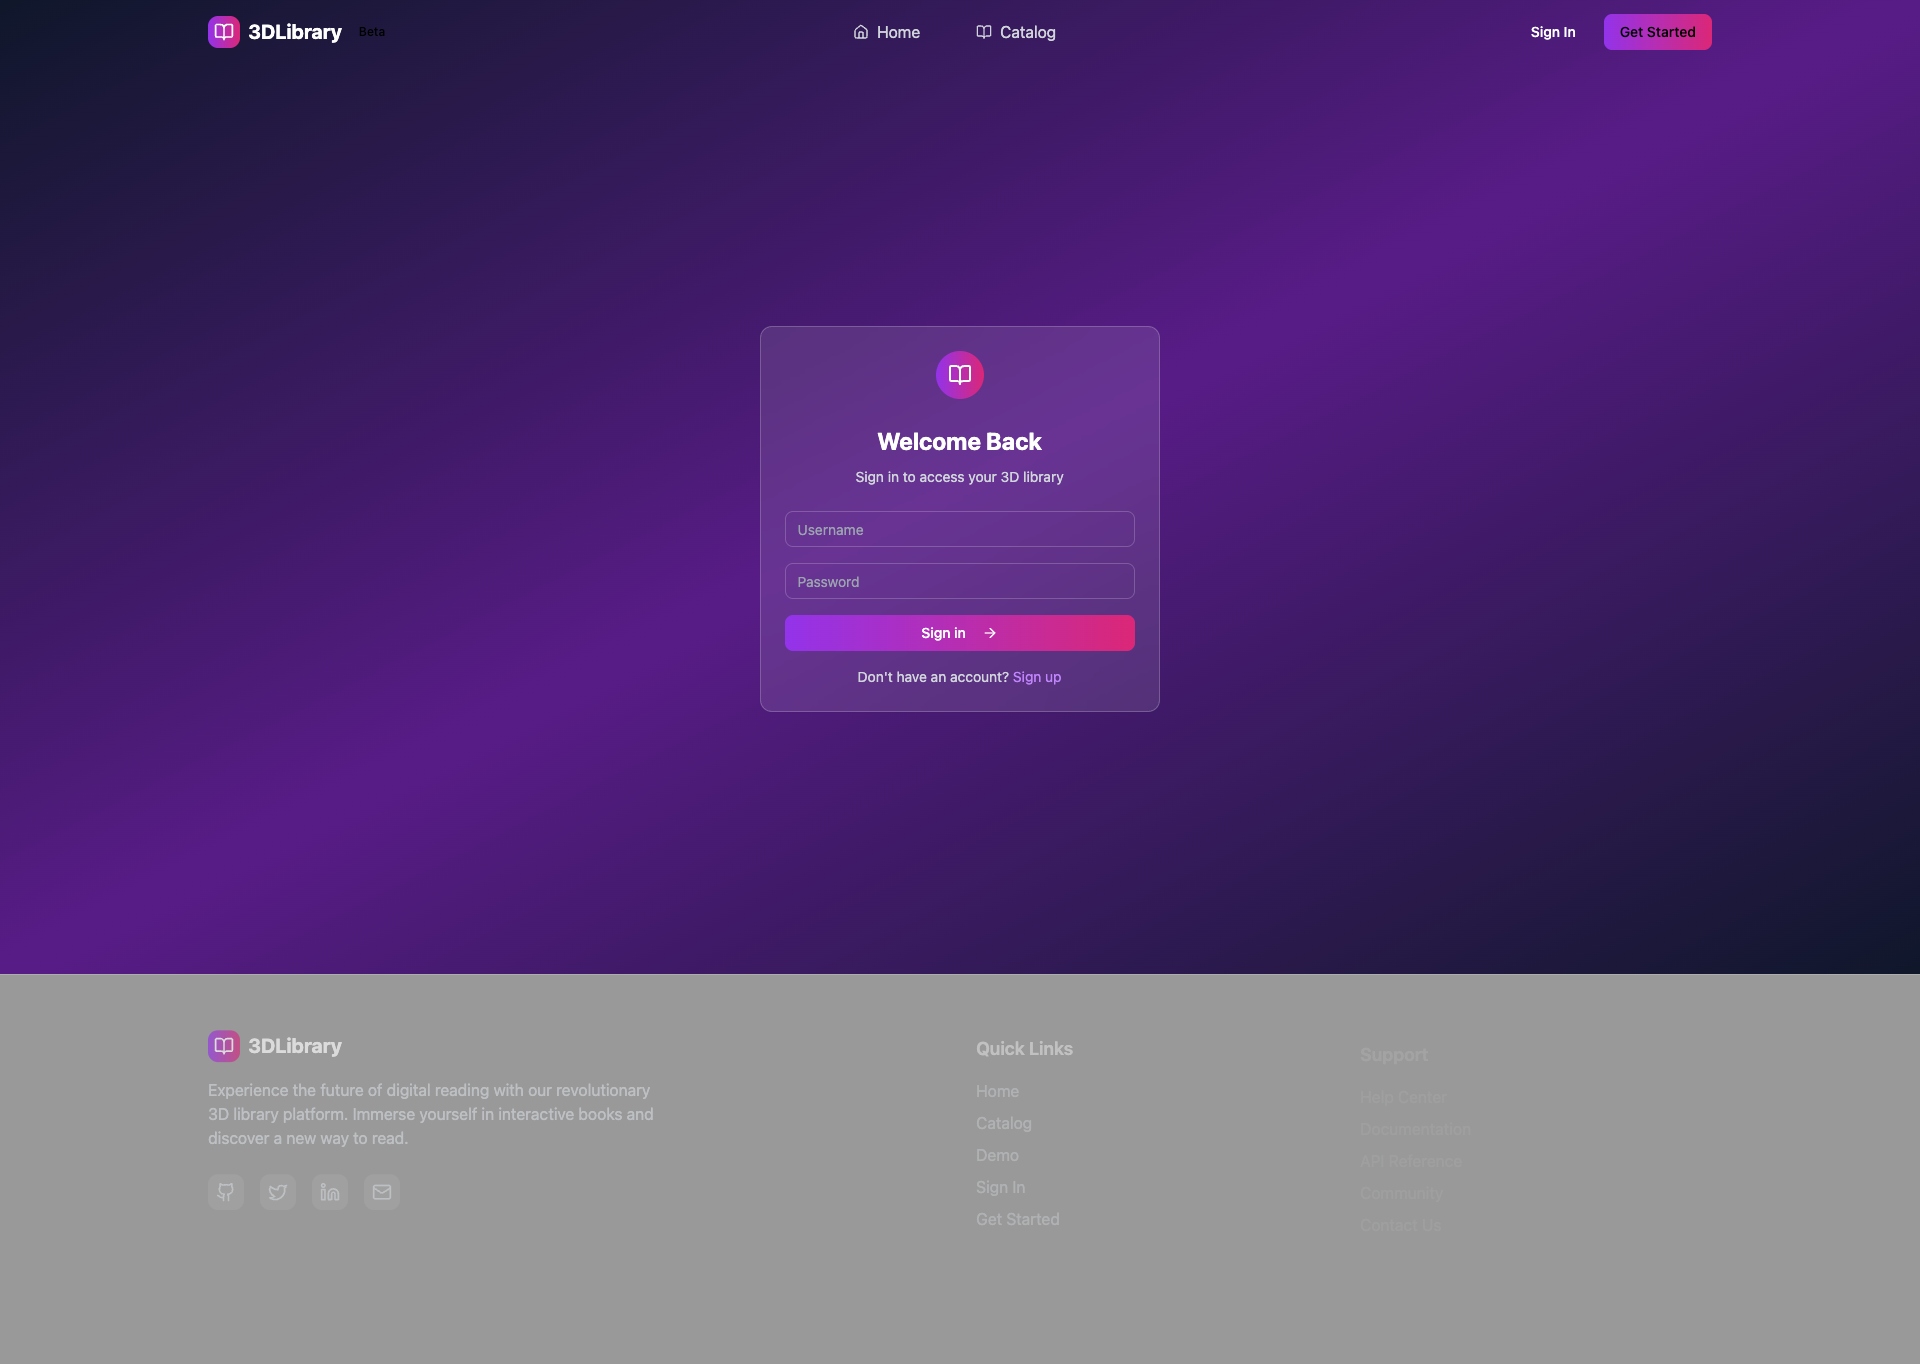 3DLibrary
Beta
Home
Catalog
Sign In
Get Started
Welcome Back
Sign in to access your 3D library
Username
Password
Sign in
Don't have an account? Sign up
3DLibrary
Experience the future of digital reading with our revolutionary
3D library platform. Immerse yourself in interactive books and
discover a new way to read.
Quick Links
Home
Catalog
Demo
Sign In
Get Started
Support
Help Center
Documentation
API Reference
Community
Contact Us